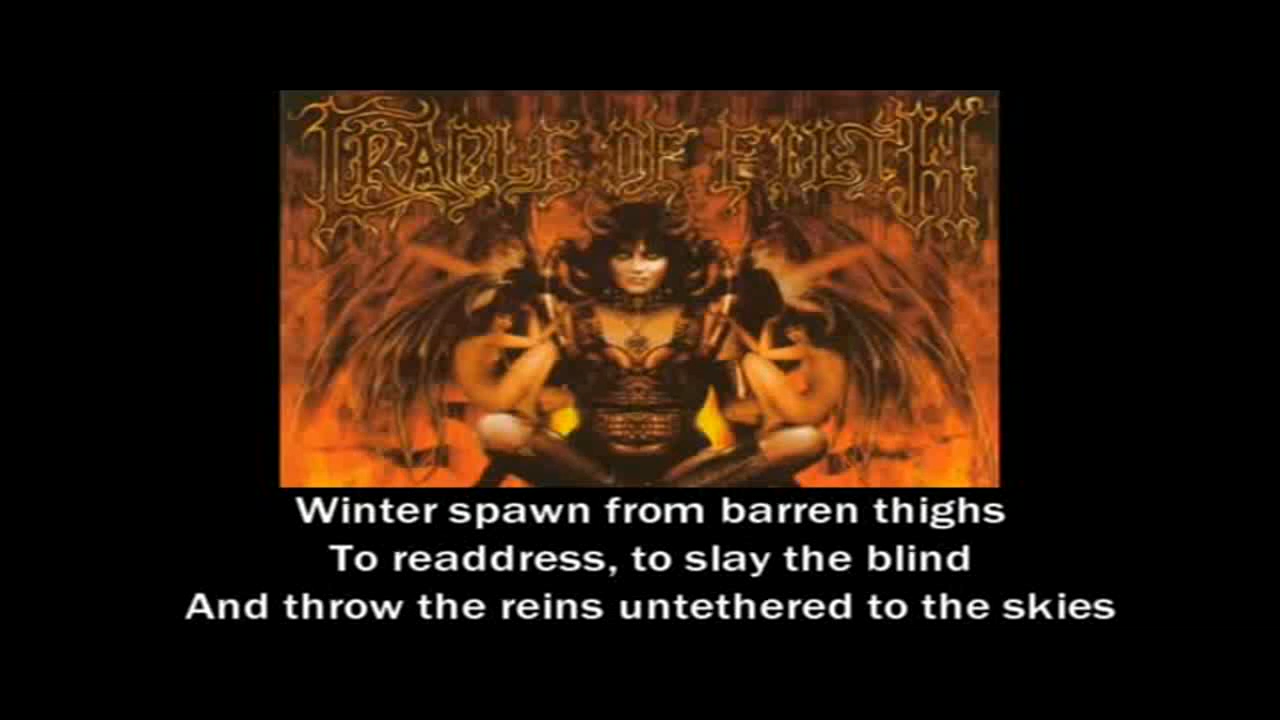 CRADLE OF FILTH
Winter spawn from barren thighs
To readdress, to slay the blind
And throw the reins untethered to the skies